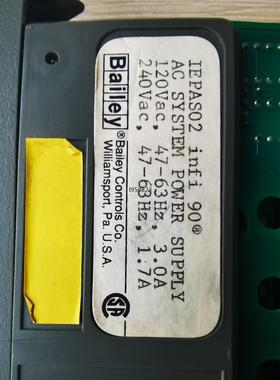 IEPAS02 infi 90®
AC SYSTEM POWER SUPPLY
120Vac, 47-63Hz, 3.0A
240Vac, 47-63Hz, 1.7A
Bailey
®Bailey Controls Co.
Williamsport, Pa. U.S.A.